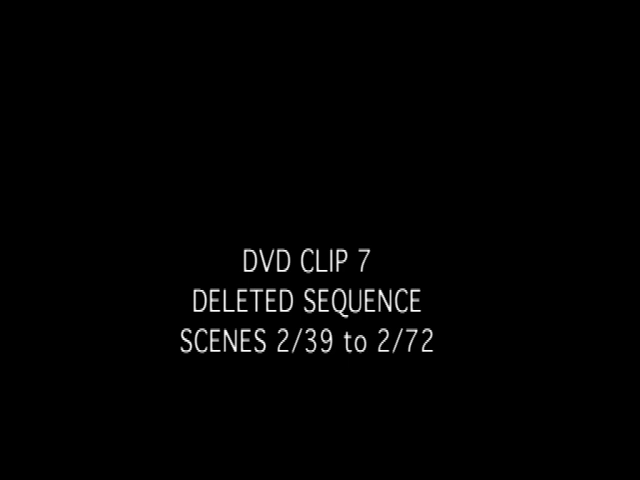 DVD CLIP 7
DELETED SEQUENCE
SCENES 2/39 to 2/72